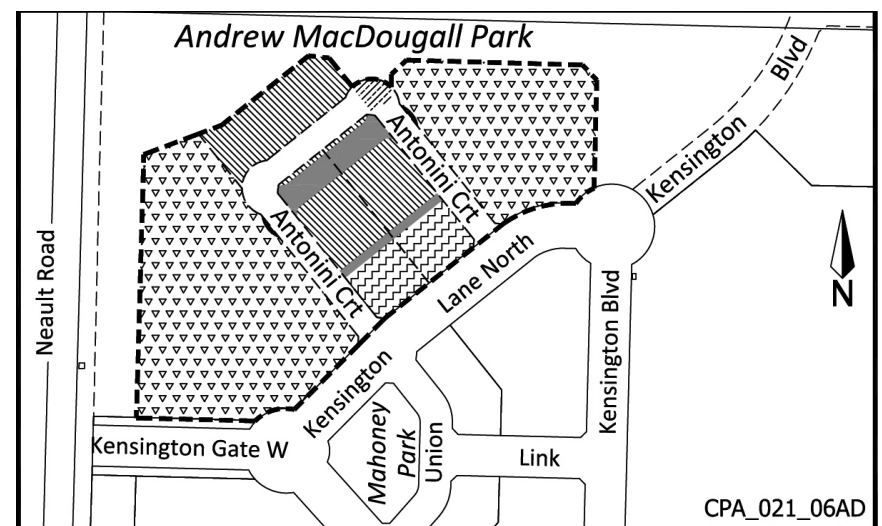 Andrew MacDougall Park
Blvd
Kensington
Antonini Crt
Antonini Crt
Neault Road
Lane North
N
Kensington Blvd
Kensington
Kensington Gate W
Mahoney
Park
Union
Link
CPA_021_06AD